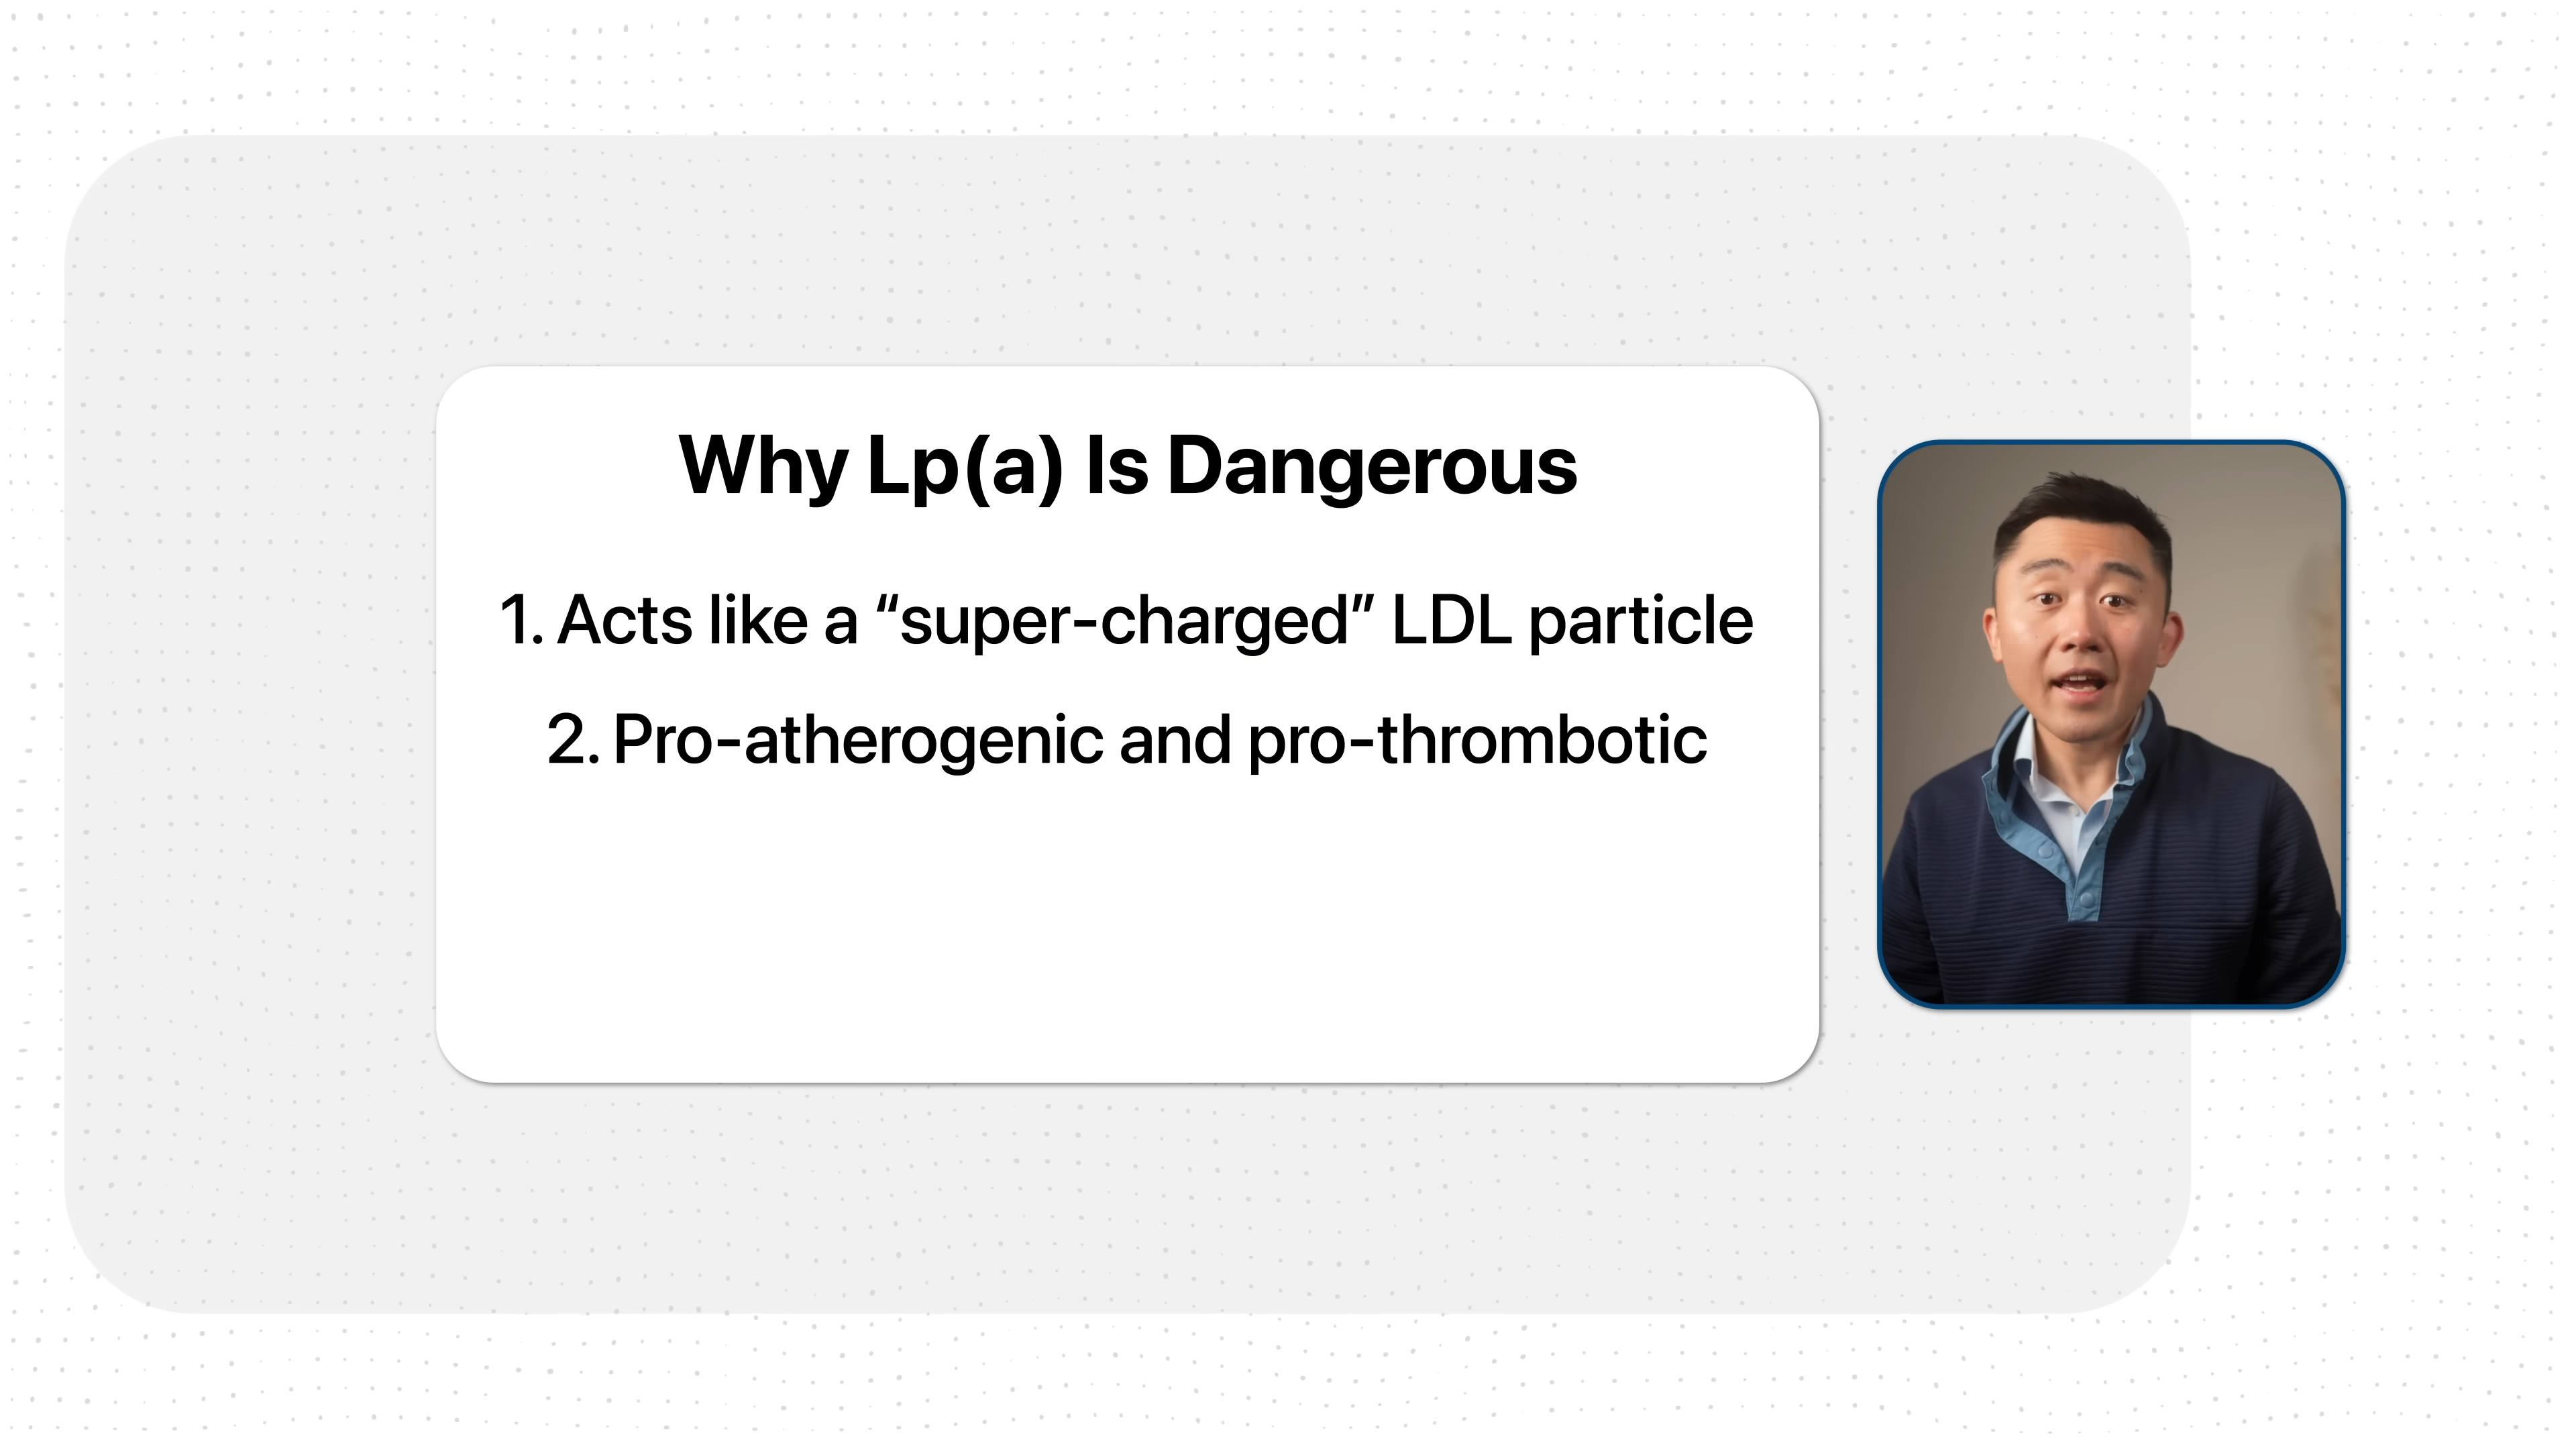 Why Lp(a) Is Dangerous
1. Acts like a “super-charged” LDL particle
2. Pro-atherogenic and pro-thrombotic